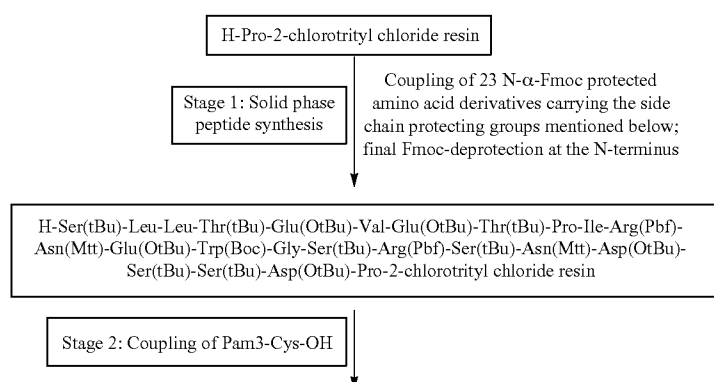 H-Pro-2-chlorotrityl chloride resin
Stage 1: Solid phase
peptide synthesis
Coupling of 23 N-α-Fmoc protected
amino acid derivatives carrying the side
chain protecting groups mentioned below;
final Fmoc-deprotection at the N-terminus
H-Ser(tBu)-Leu-Leu-Thr(tBu)-Glu(OtBu)-Val-Glu(OtBu)-Thr(tBu)-Pro-Ile-Arg(Pbf)-
Asn(Mtt)-Glu(OtBu)-Trp(Boc)-Gly-Ser(tBu)-Arg(Pbf)-Ser(tBu)-Asn(Mtt)-Asp(OtBu)-
Ser(tBu)-Ser(tBu)-Asp(OtBu)-Pro-2-chlorotrityl chloride resin
Stage 2: Coupling of Pam3-Cys-OH